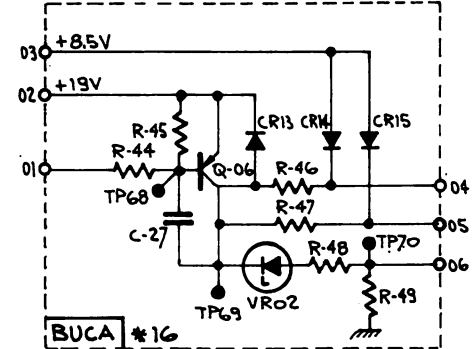 03 +8.5V
02 +19V
CR13 CR14 CR15
R-45
R-44
01
Q-06
R-46
04
TP68
R-47
05
C-27
TP70
R-48
06
TP69
VR02
R-49
BUCA *16